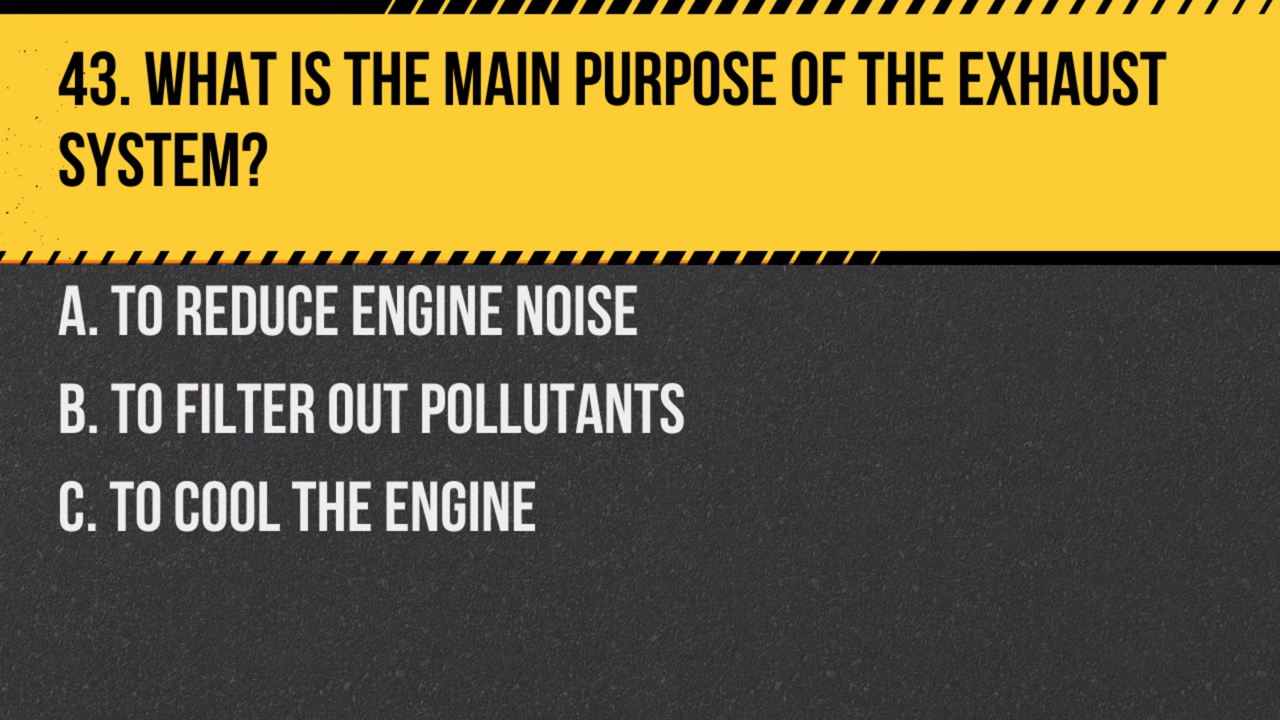 43. WHAT IS THE MAIN PURPOSE OF THE EXHAUST
SYSTEM?
A. TO REDUCE ENGINE NOISE
B. TO FILTER OUT POLLUTANTS
C. TO COOL THE ENGINE